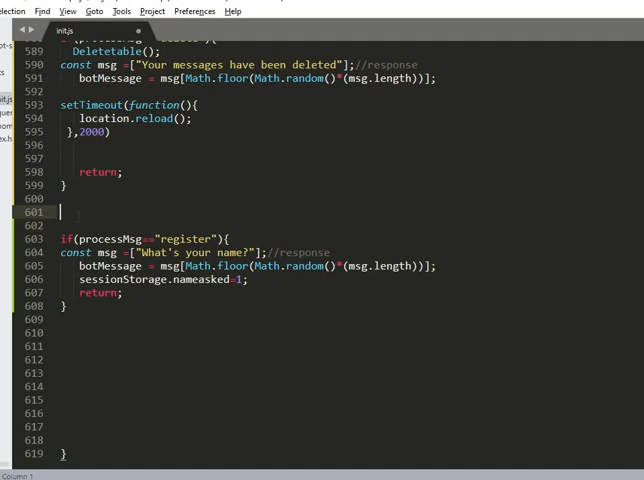 election Find View Goto Tools Project Preferences Help
init.js
589 Deletetable();
590 const msg =["Your messages have been deleted"];//response
591 botMessage = msg[Math.floor(Math.random()*(msg.length))];
592
593 setTimeout(function(){
594 location.reload();
595 },2000)
596
597
598 return;
599 }
600
601
602
603 if(processMsg=="register"){
604 const msg =["What's your name?"];//response
605 botMessage = msg[Math.floor(Math.random()*(msg.length))];
606 sessionStorage.nameasked=1;
607 return;
608 }
609
610
611
612
613
614
615
616
617
618
619 }
Column 1